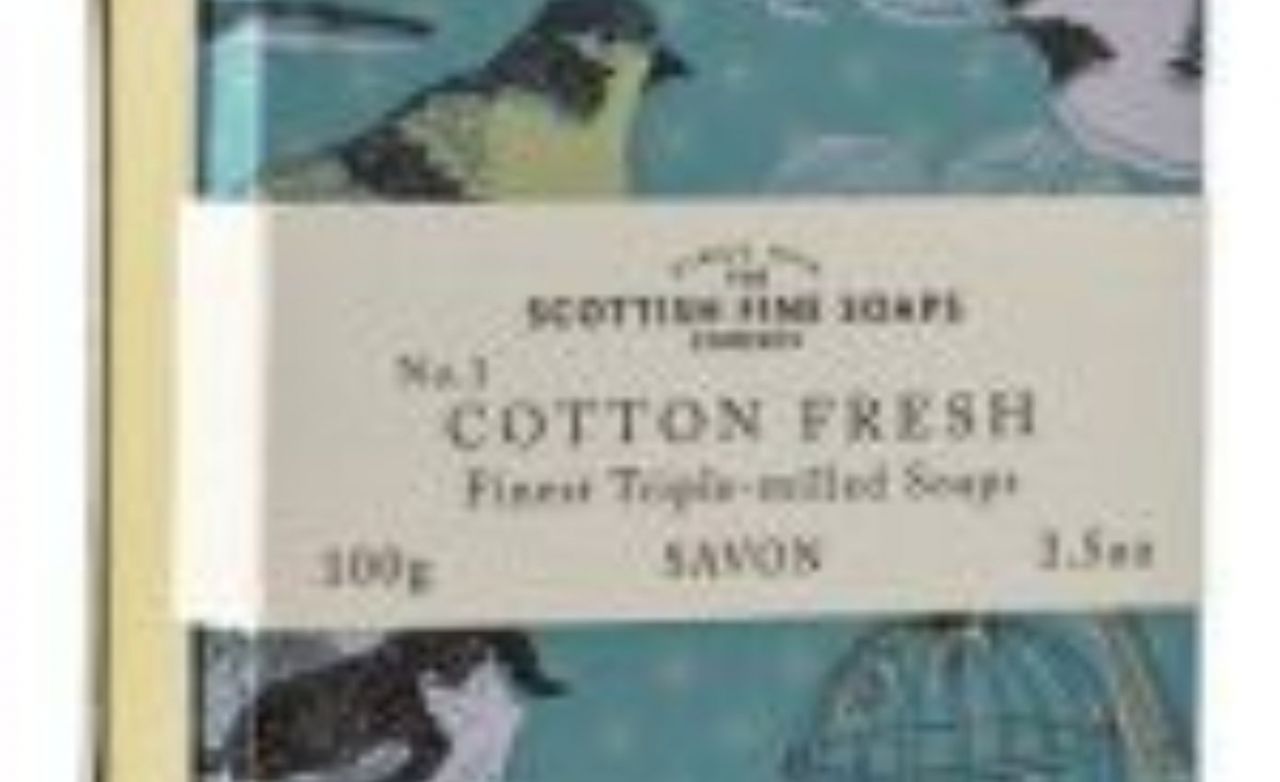 THE
SCOTTISH FINE SOAPS
COMPANY
No.1
COTTON FRESH
Finest Triple-milled Soaps
100g SAVON 3.5oz